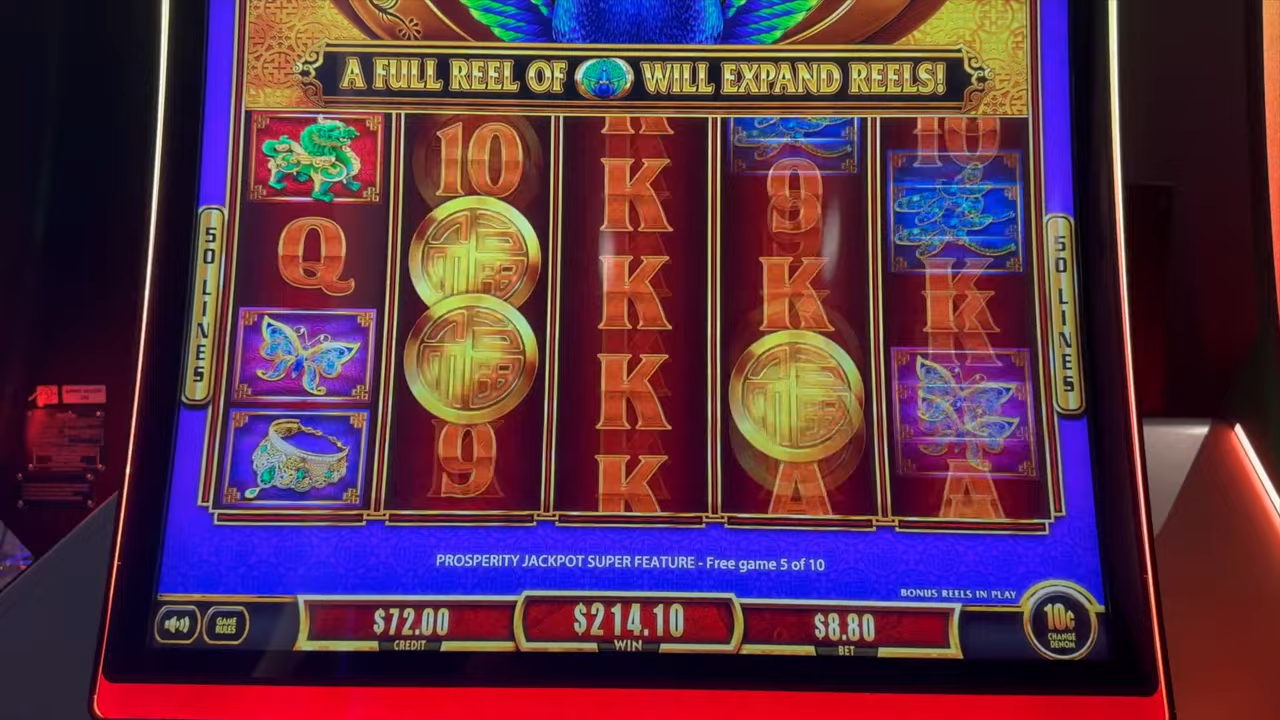 A FULL REEL OF WILL EXPAND REELS!
10 10
K
K 9
Q K K
K
9 K A A
50 LINES
50 LINES
PROSPERITY JACKPOT SUPER FEATURE - Free game 5 of 10
BONUS REELS IN PLAY
GAME RULES
$72.00
CREDIT
$214.10
WIN
$8.80
BET
10¢
CHANGE
DENOM